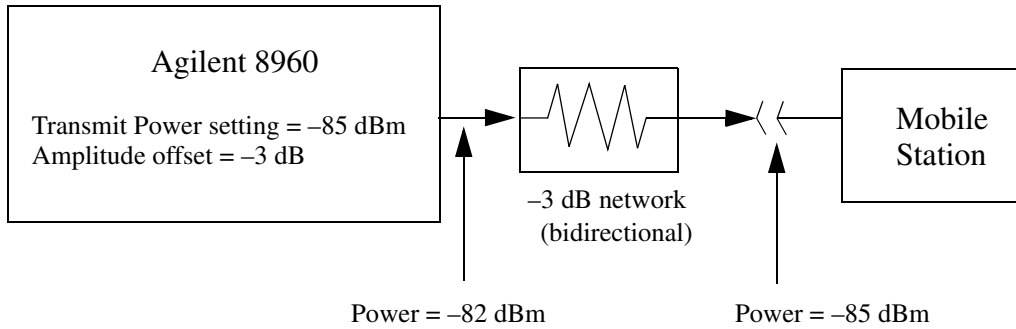 Agilent 8960
Transmit Power setting = –85 dBm
Amplitude offset = –3 dB
Mobile
Station
–3 dB network
(bidirectional)
Power = –82 dBm
Power = –85 dBm